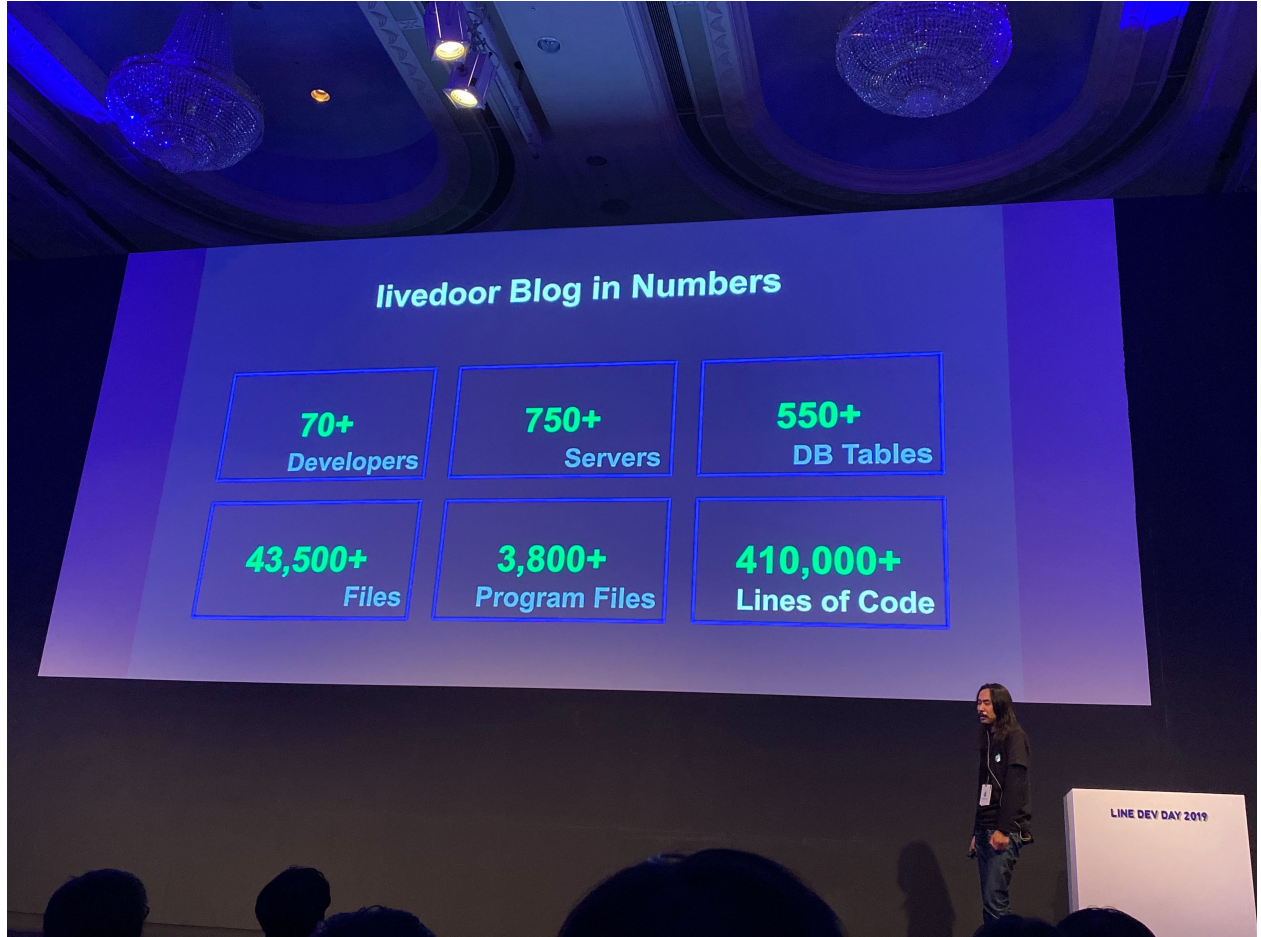 livedoor Blog in Numbers
70+
Developers
750+
Servers
550+
DB Tables
43,500+
Files
3,800+
Program Files
410,000+
Lines of Code
LINE DEV DAY 2019